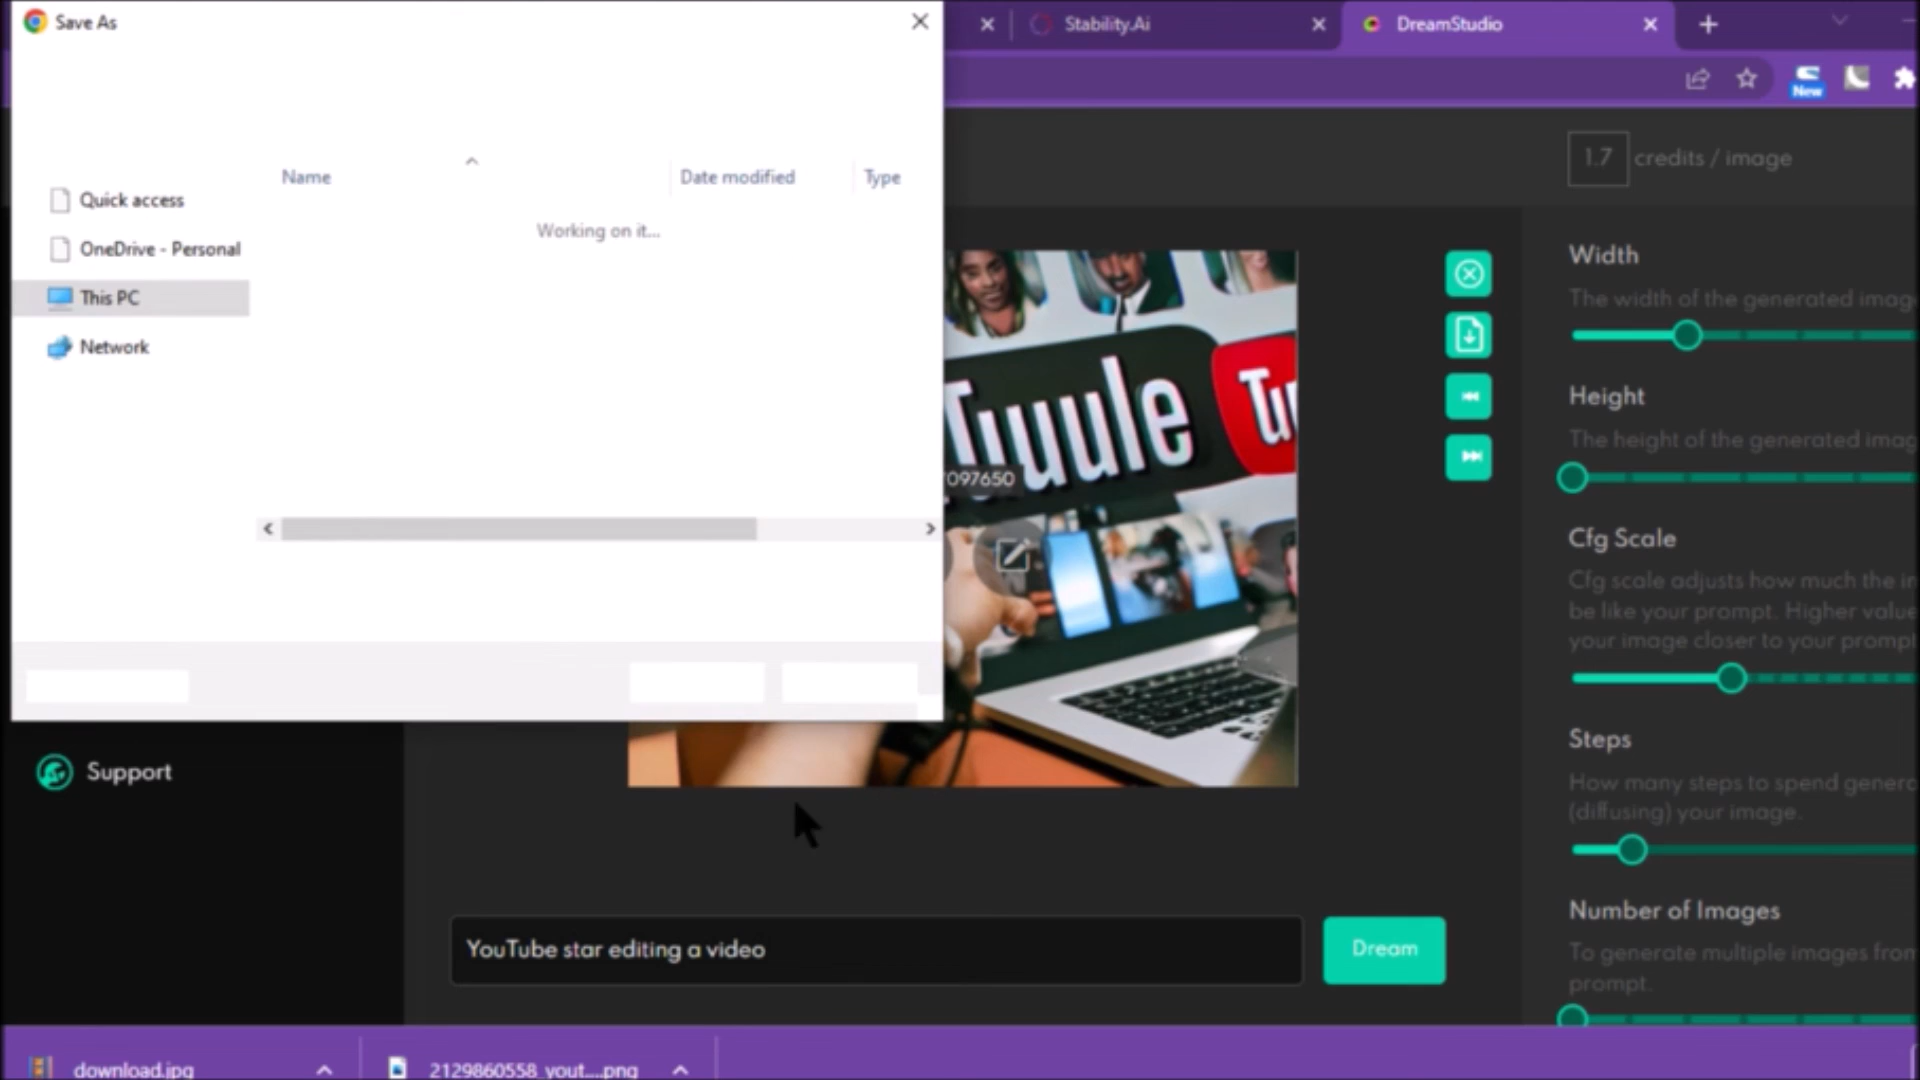 Save As
Stability.Ai
DreamStudio
New
1.7 credits / image
Name
Date modified
Type
Working on it...
Quick access
OneDrive - Personal
This PC
Network
Tuuule
Tu
097650
Width
The width of the generated imag
Height
The height of the generated imag
Cfg Scale
Cfg scale adjusts how much the in
be like your prompt. Higher value
your image closer to your prompt
Steps
How many steps to spend genera
(diffusing) your image.
Number of Images
To generate multiple images from
prompt.
Support
YouTube star editing a video
Dream
download.jpg
2129860558_yout....png